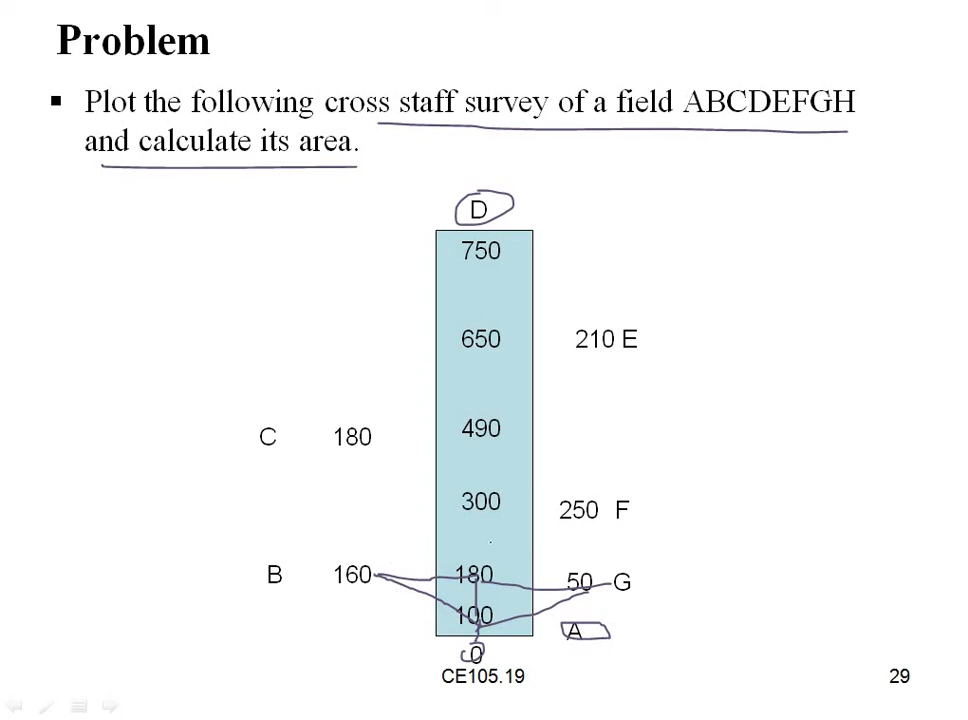 Problem
▪ Plot the following cross staff survey of a field ABCDEFGH
and calculate its area.
D
750
650 210 E
C 180 490
300 250 F
B 160 180 50 G
100 A
0
CE105.19 29